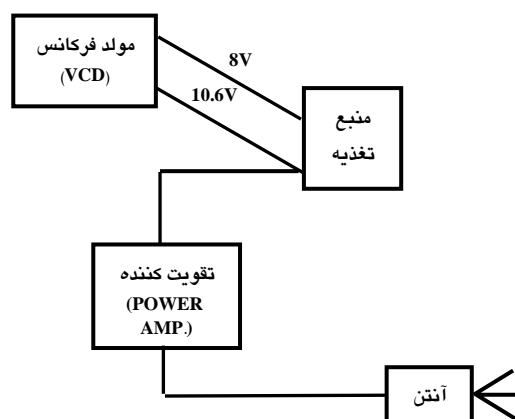 مولد فرکانس
(VCD)
8V
10.6V
منبع
تغذیه
تقویت کننده
(POWER
AMP.)
آنتن